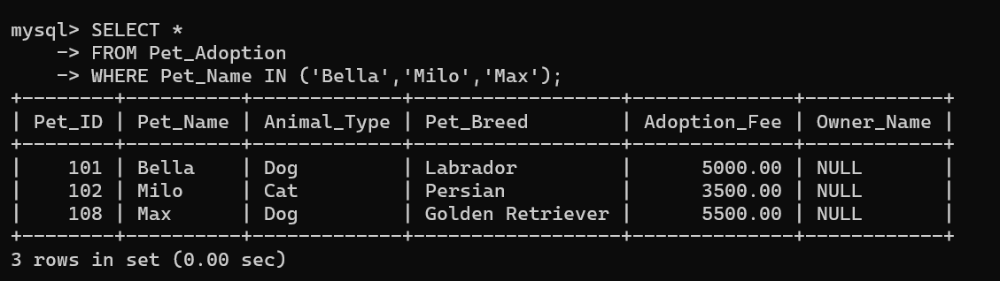 mysql> SELECT *
    -> FROM Pet_Adoption
    -> WHERE Pet_Name IN ('Bella','Milo','Max');
+--------+----------+-------------+------------------+--------------+------------+
| Pet_ID | Pet_Name | Animal_Type | Pet_Breed        | Adoption_Fee | Owner_Name |
+--------+----------+-------------+------------------+--------------+------------+
|    101 | Bella    | Dog         | Labrador         |      5000.00 | NULL       |
|    102 | Milo     | Cat         | Persian          |      3500.00 | NULL       |
|    108 | Max      | Dog         | Golden Retriever |      5500.00 | NULL       |
+--------+----------+-------------+------------------+--------------+------------+
3 rows in set (0.00 sec)